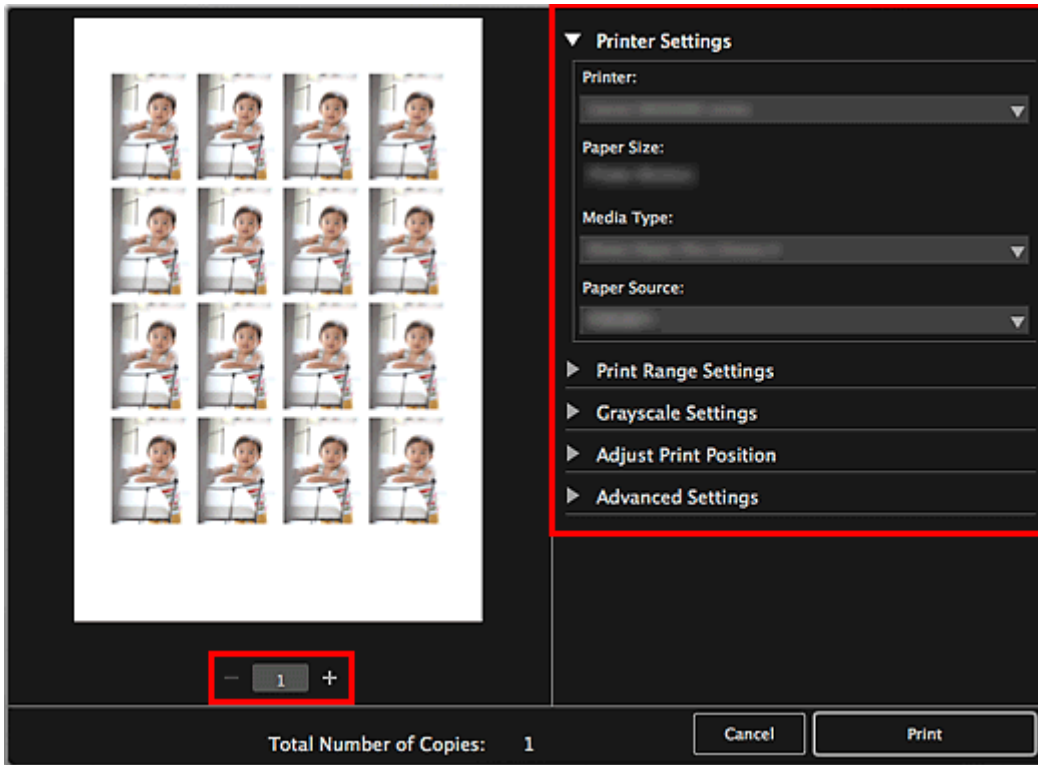 Printer Settings
Printer:
Paper Size:
Media Type:
Paper Source:
Print Range Settings
Grayscale Settings
Adjust Print Position
Advanced Settings
− 1 +
Total Number of Copies: 1
Cancel
Print